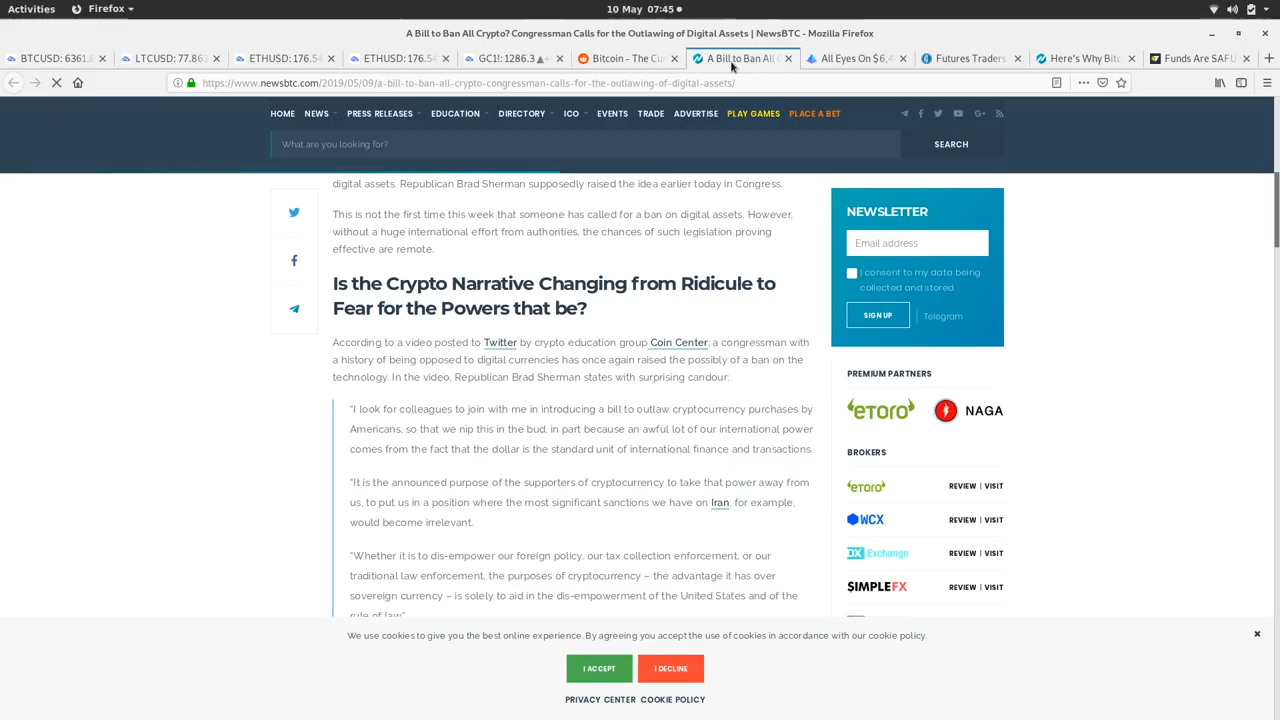 Activities Firefox 10 May 07:45
A Bill to Ban All Crypto? Congressman Calls for the Outlawing of Digital Assets | NewsBTC - Mozilla Firefox
BTCUSD: 6361.8 LTCUSD: 77.86 ETHUSD: 176.54 ETHUSD: 176.54 GC1!: 1286.3 Bitcoin - The Cur A Bill to Ban All C All Eyes On $6,4 Futures Traders Here's Why Bitc Funds Are SAFU
https://www.newsbtc.com/2019/05/09/a-bill-to-ban-all-crypto-congressman-calls-for-the-outlawing-of-digital-assets/
HOME NEWS PRESS RELEASES EDUCATION DIRECTORY ICO EVENTS TRADE ADVERTISE PLAY GAMES PLACE A BET
What are you looking for? SEARCH
digital assets. Republican Brad Sherman supposedly raised the idea earlier today in Congress.
This is not the first time this week that someone has called for a ban on digital assets. However,
without a huge international effort from authorities, the chances of such legislation proving
effective are remote.
Is the Crypto Narrative Changing from Ridicule to
Fear for the Powers that be?
According to a video posted to Twitter by crypto education group Coin Center, a congressman with
a history of being opposed to digital currencies has once again raised the possibly of a ban on the
technology. In the video, Republican Brad Sherman states with surprising candour:
“I look for colleagues to join with me in introducing a bill to outlaw cryptocurrency purchases by
Americans, so that we nip this in the bud, in part because an awful lot of our international power
comes from the fact that the dollar is the standard unit of international finance and transactions.
“It is the announced purpose of the supporters of cryptocurrency to take that power away from
us, to put us in a position where the most significant sanctions we have on Iran, for example,
would become irrelevant.
“Whether it is to dis-empower our foreign policy, our tax collection enforcement, or our
traditional law enforcement, the purposes of cryptocurrency – the advantage it has over
sovereign currency – is solely to aid in the dis-empowerment of the United States and of the
rule of law”
NEWSLETTER
Email address
I consent to my data being
collected and stored
SIGN UP Telegram
PREMIUM PARTNERS
eToro NAGA
BROKERS
eToro REVIEW | VISIT
WCX REVIEW | VISIT
DX Exchange REVIEW | VISIT
$IMPLEFX REVIEW | VISIT
We use cookies to give you the best online experience. By agreeing you accept the use of cookies in accordance with our cookie policy.
I ACCEPT I DECLINE
PRIVACY CENTER COOKIE POLICY